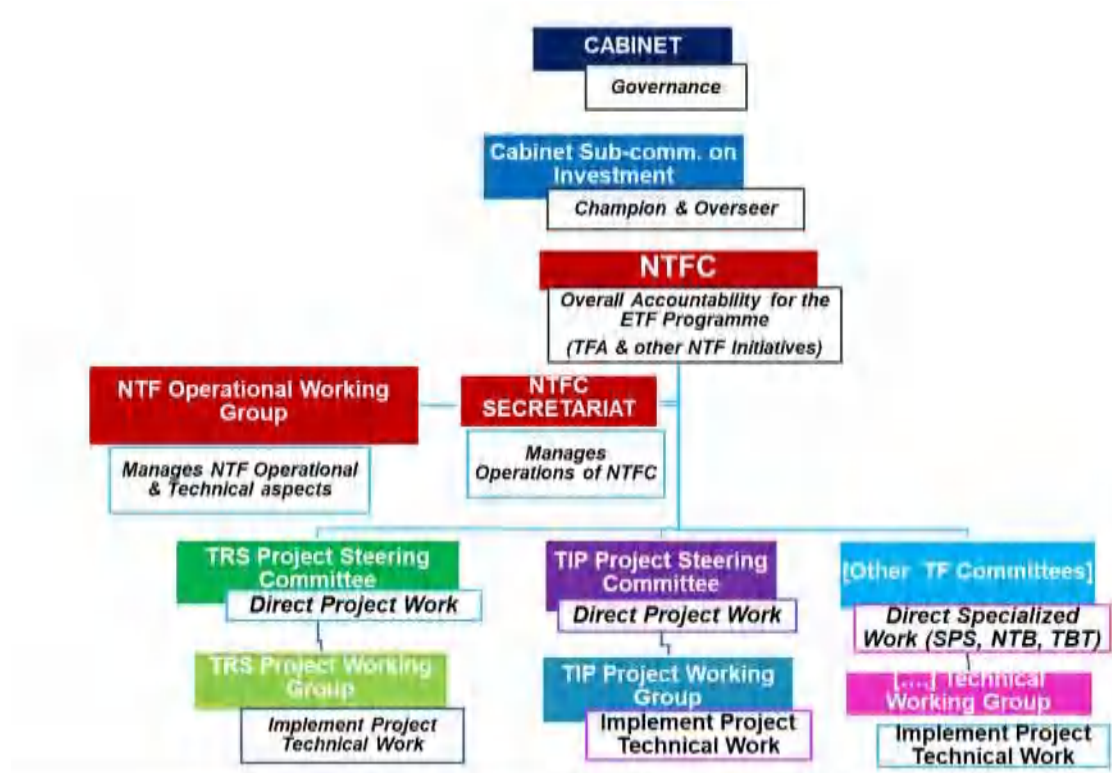 CABINET
Governance
Cabinet Sub-comm. on
Investment
Champion & Overseer
NTFC
Overall Accountability for the
ETF Programme
(TFA & other NTF Initiatives)
NTF Operational Working
Group
Manages NTF Operational
& Technical aspects
NTFC
SECRETARIAT
Manages
Operations of NTFC
TRS Project Steering
Committee
Direct Project Work
TRS Project Working
Group
Implement Project
Technical Work
TIP Project Steering
Committee
Direct Project Work
TIP Project Working
Group
Implement Project
Technical Work
[Other TF Committees]
Direct Specialized
Work (SPS, NTB, TBT)
[....] Technical
Working Group
Implement Project
Technical Work